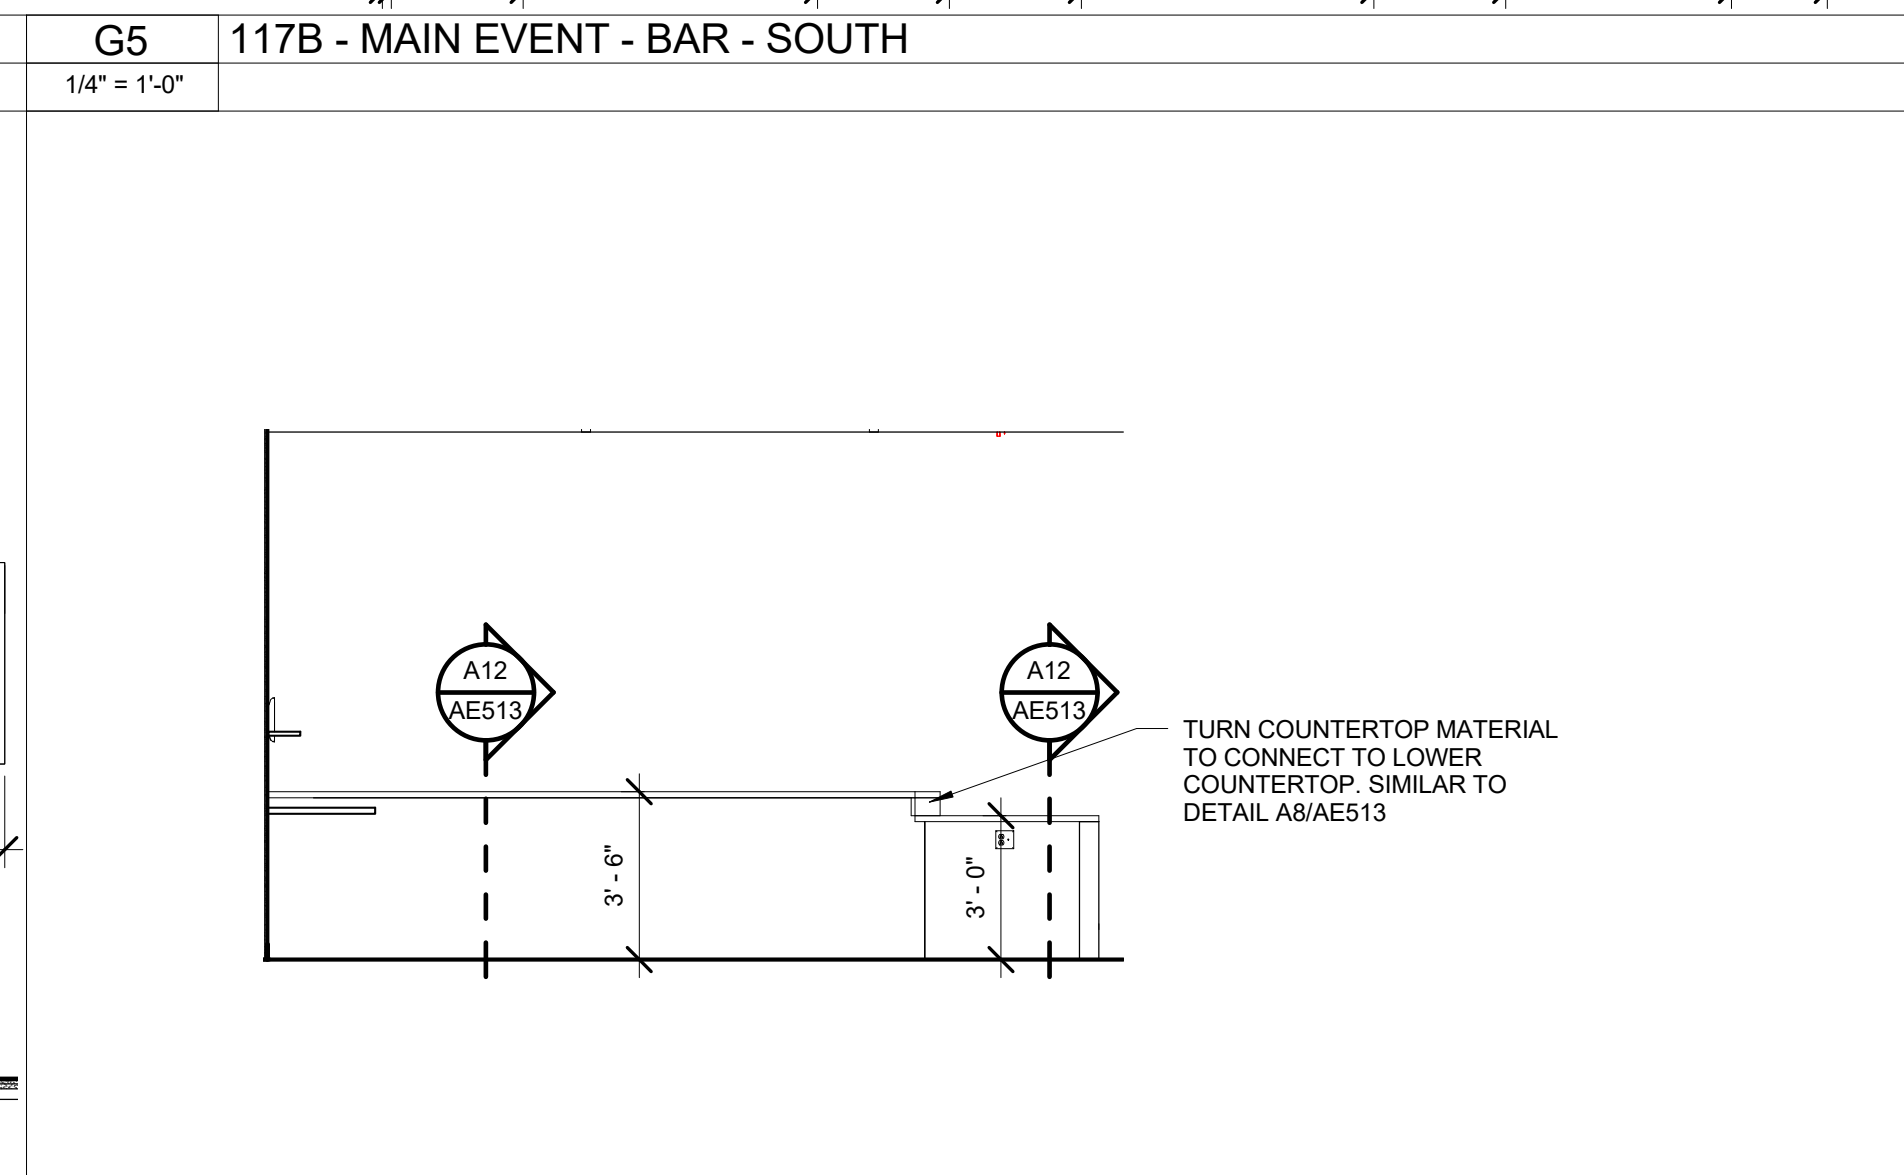 G5
117B - MAIN EVENT - BAR - SOUTH
1/4" = 1'-0"
A12
AE513
A12
AE513
TURN COUNTERTOP MATERIAL
TO CONNECT TO LOWER
COUNTERTOP. SIMILAR TO
DETAIL A8/AE513
3' - 6"
3' - 0"